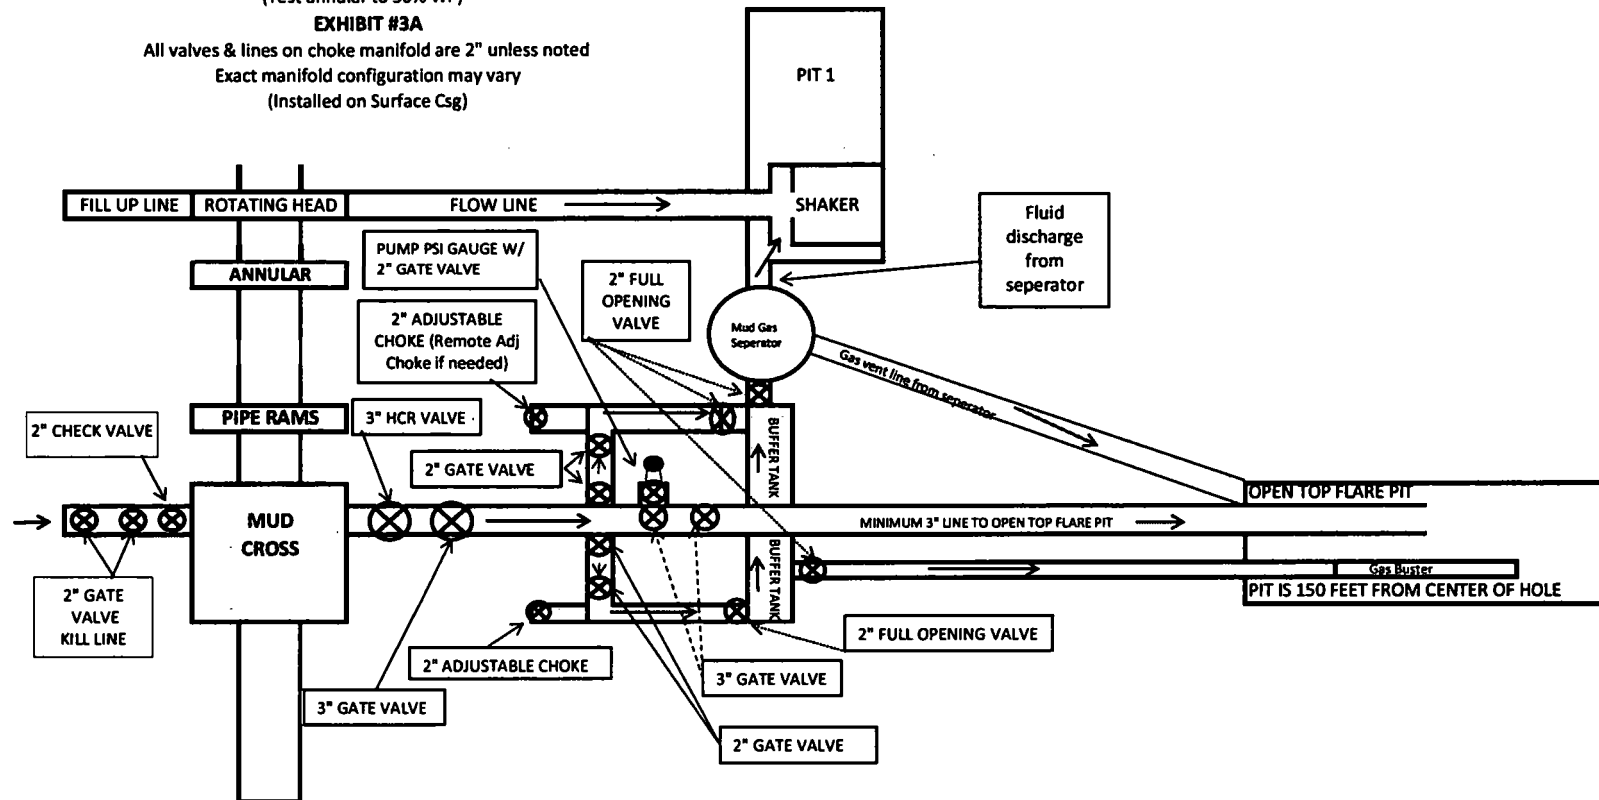 (Test annular to 50% WP)
EXHIBIT #3A
All valves & lines on choke manifold are 2" unless noted
Exact manifold configuration may vary
(Installed on Surface Csg)
PIT 1
FILL UP LINE
ROTATING HEAD
FLOW LINE
SHAKER
Fluid
discharge
from
seperator
PUMP PSI GAUGE W/
2" GATE VALVE
ANNULAR
2" FULL
OPENING
VALVE
2" ADJUSTABLE
CHOKE (Remote Adj
Choke if needed)
Mud Gas
Seperator
Gas vent line from seperator
PIPE RAMS
3" HCR VALVE
2" CHECK VALVE
2" GATE VALVE
BUFFER TANK
OPEN TOP FLARE PIT
MUD
CROSS
MINIMUM 3" LINE TO OPEN TOP FLARE PIT
BUFFER TANK
Gas Buster
PIT IS 150 FEET FROM CENTER OF HOLE
2" GATE
VALVE
KILL LINE
2" FULL OPENING VALVE
2" ADJUSTABLE CHOKE
3" GATE VALVE
3" GATE VALVE
2" GATE VALVE